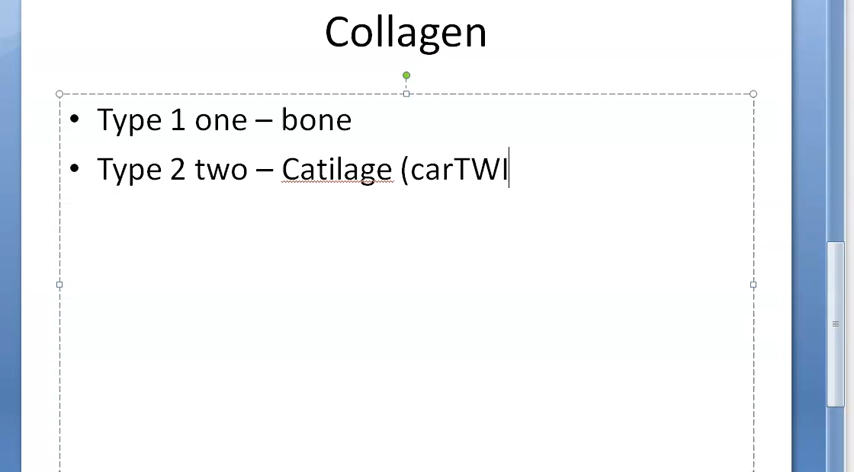 Collagen
• Type 1 one – bone
• Type 2 two – Catilage (carTWI